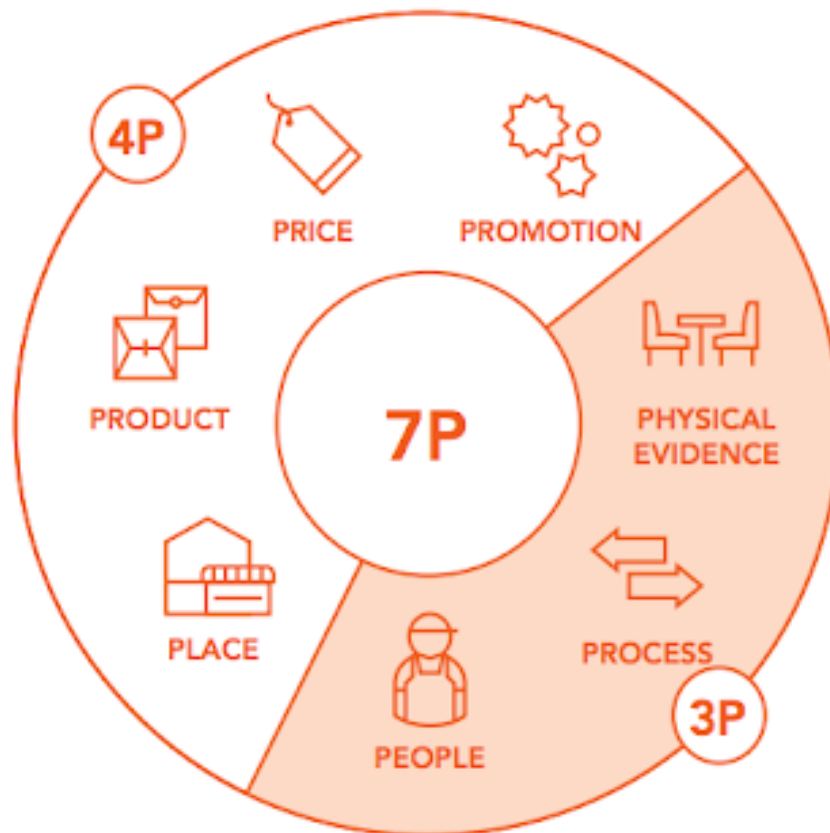 4P
PRICE
PROMOTION
PRODUCT
7P
PHYSICAL
EVIDENCE
PLACE
PROCESS
PEOPLE
3P